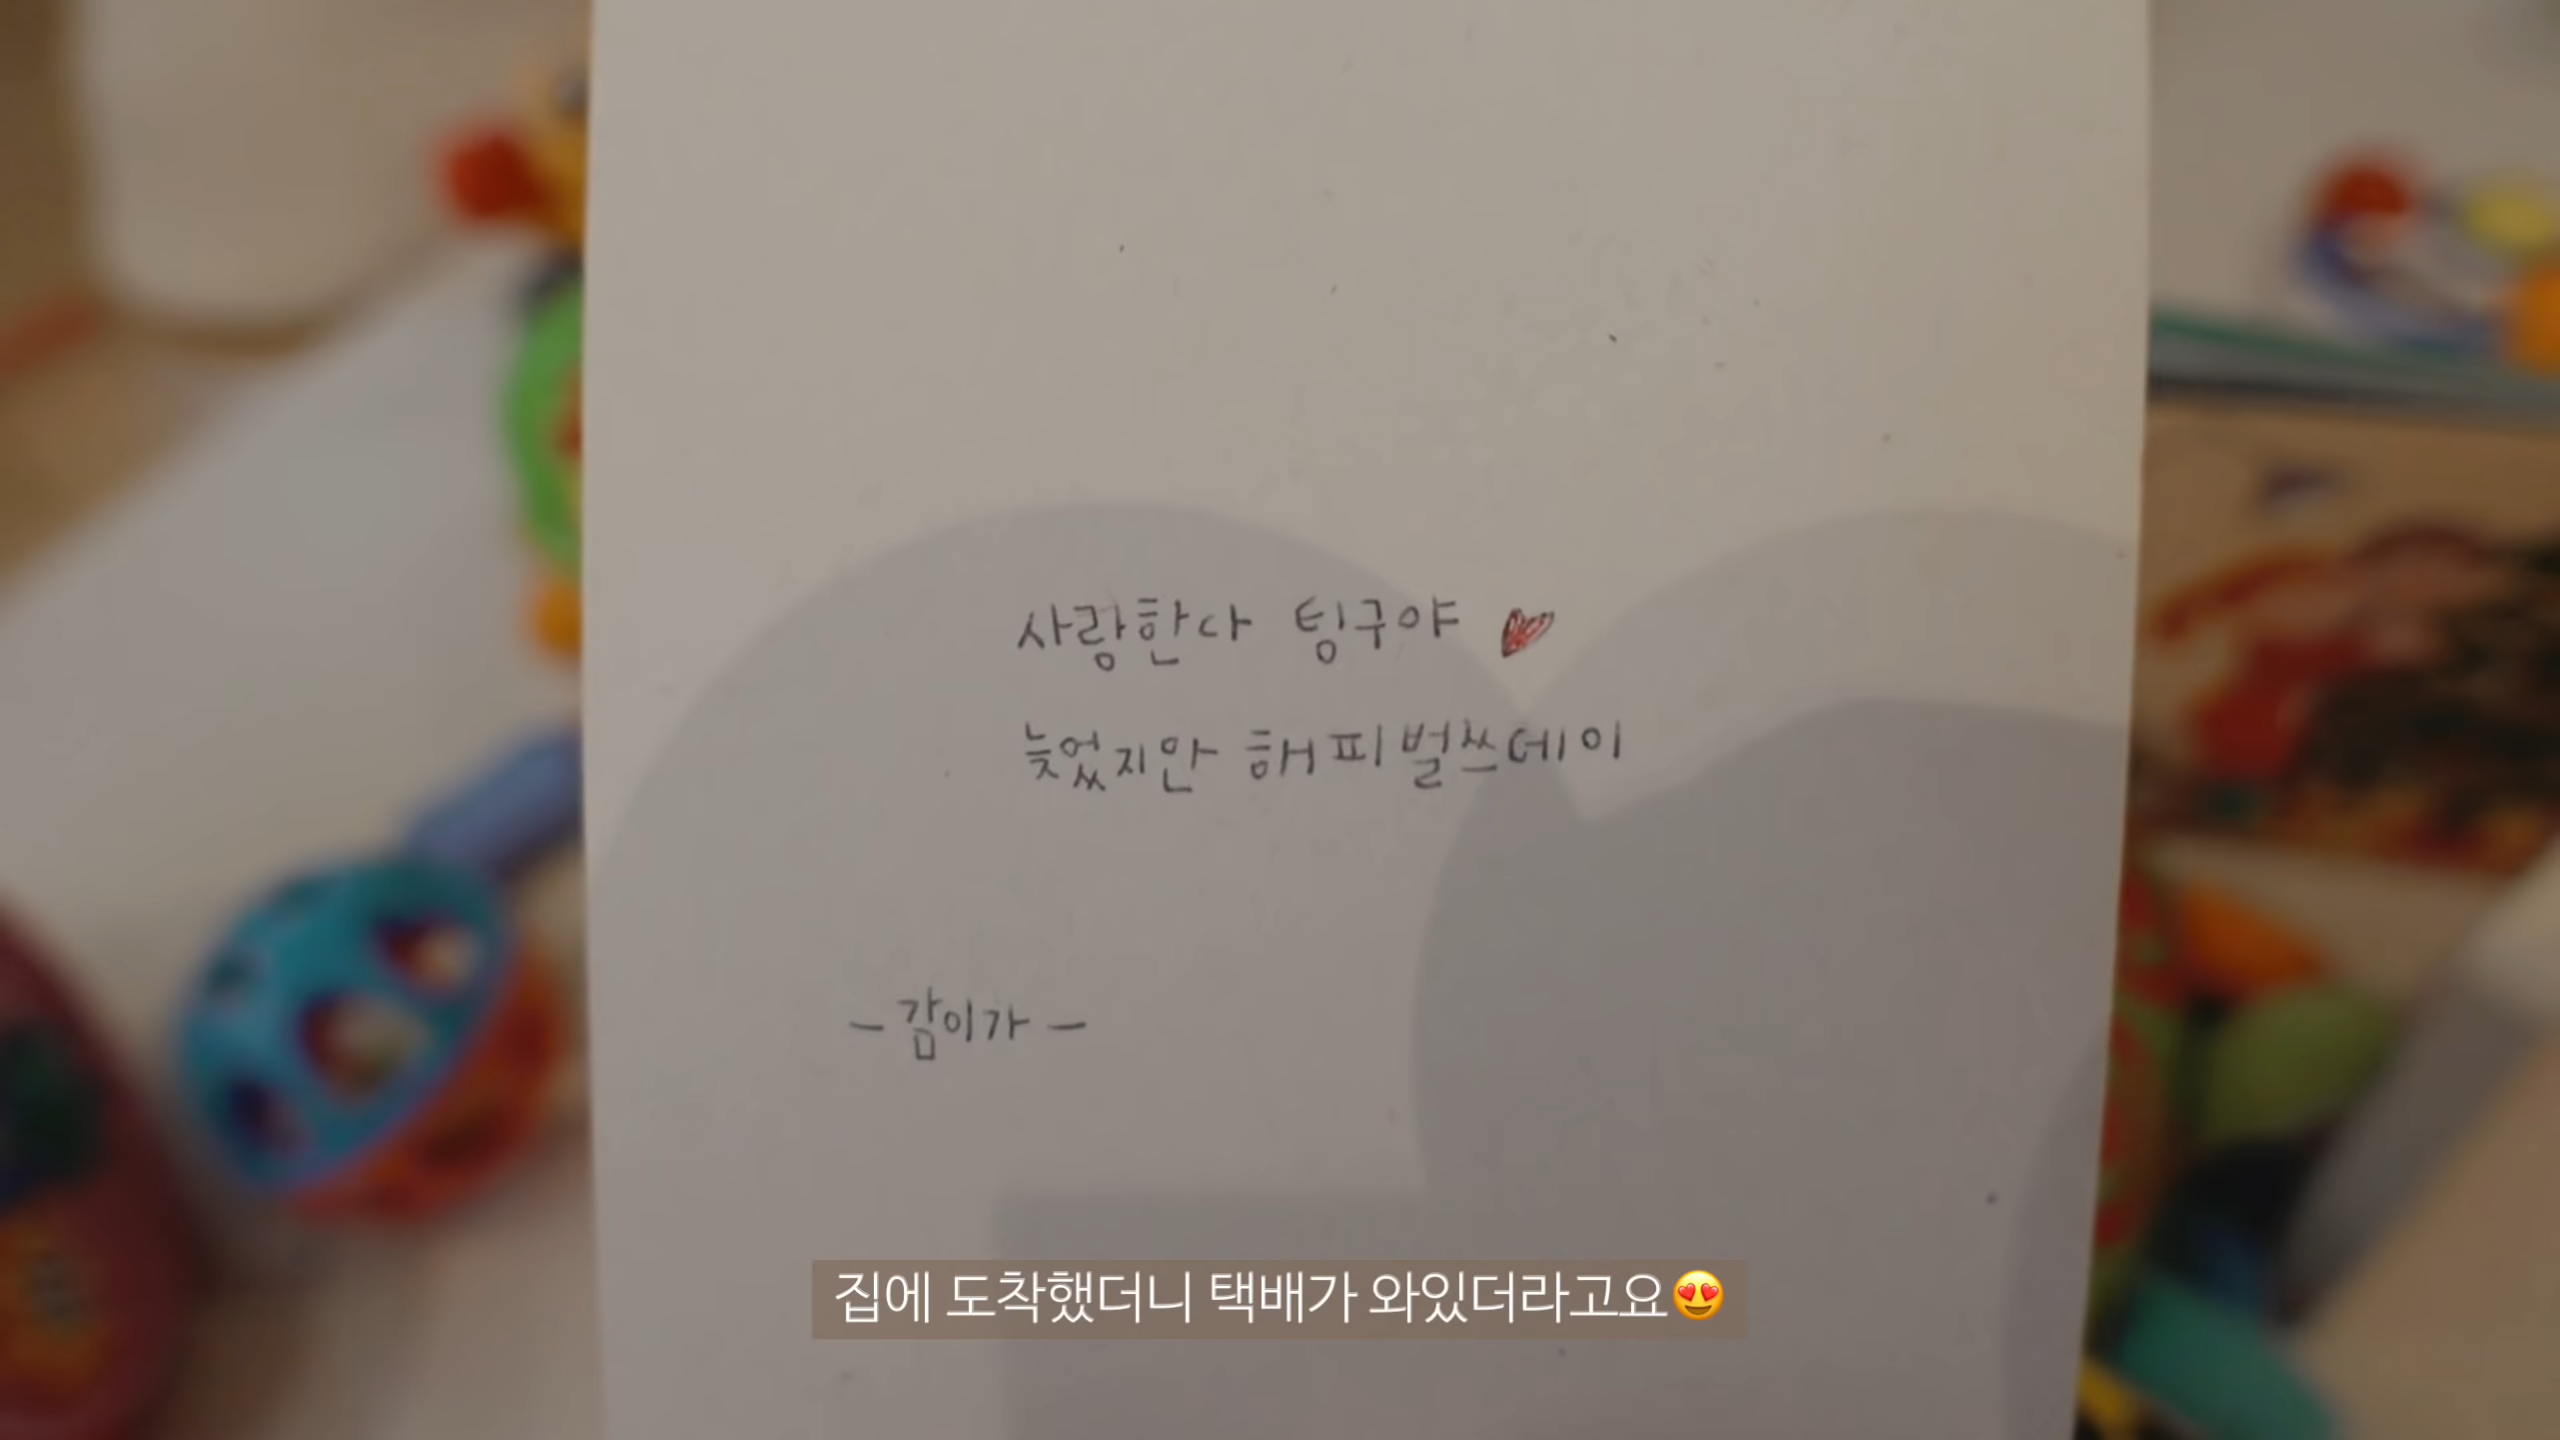 사랑한다 팅구야 ♥
늦었지만 해피벌쓰데이
- 감이가 -
집에 도착했더니 택배가 와있더라고요😍